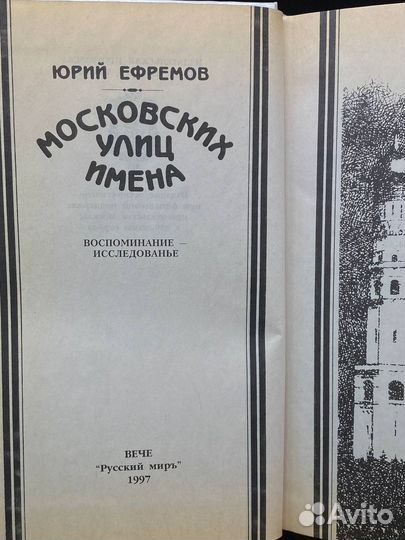 ЮРИЙ ЕФРЕМОВ
МОСКОВСКИХ
УЛИЦ
ИМЕНА
ВОСПОМИНАНИЕ –
ИССЛЕДОВАНЬЕ
ВЕЧЕ
"Русский миръ"
1997
Avito